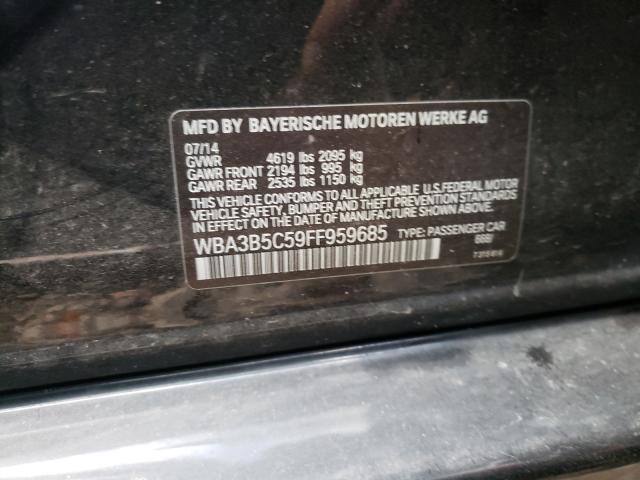 MFD BY BAYERISCHE MOTOREN WERKE AG
07/14
GVWR 4619 lbs 2095 kg
GAWR FRONT 2194 lbs 995 kg
GAWR REAR 2535 lbs 1150 kg
THIS VEHICLE CONFORMS TO ALL APPLICABLE U.S.FEDERAL MOTOR
VEHICLE SAFETY, BUMPER AND THEFT PREVENTION STANDARDS
IN EFFECT ON THE DATE OF MANUFACTURE SHOWN ABOVE.
WBA3B5C59FF959685 TYPE: PASSENGER CAR
668/